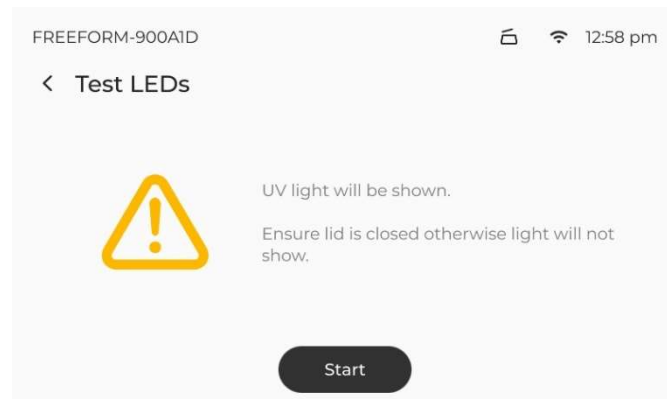 FREEFORM-900A1D 12:58 pm
< Test LEDs
UV light will be shown.
Ensure lid is closed otherwise light will not
show.
Start